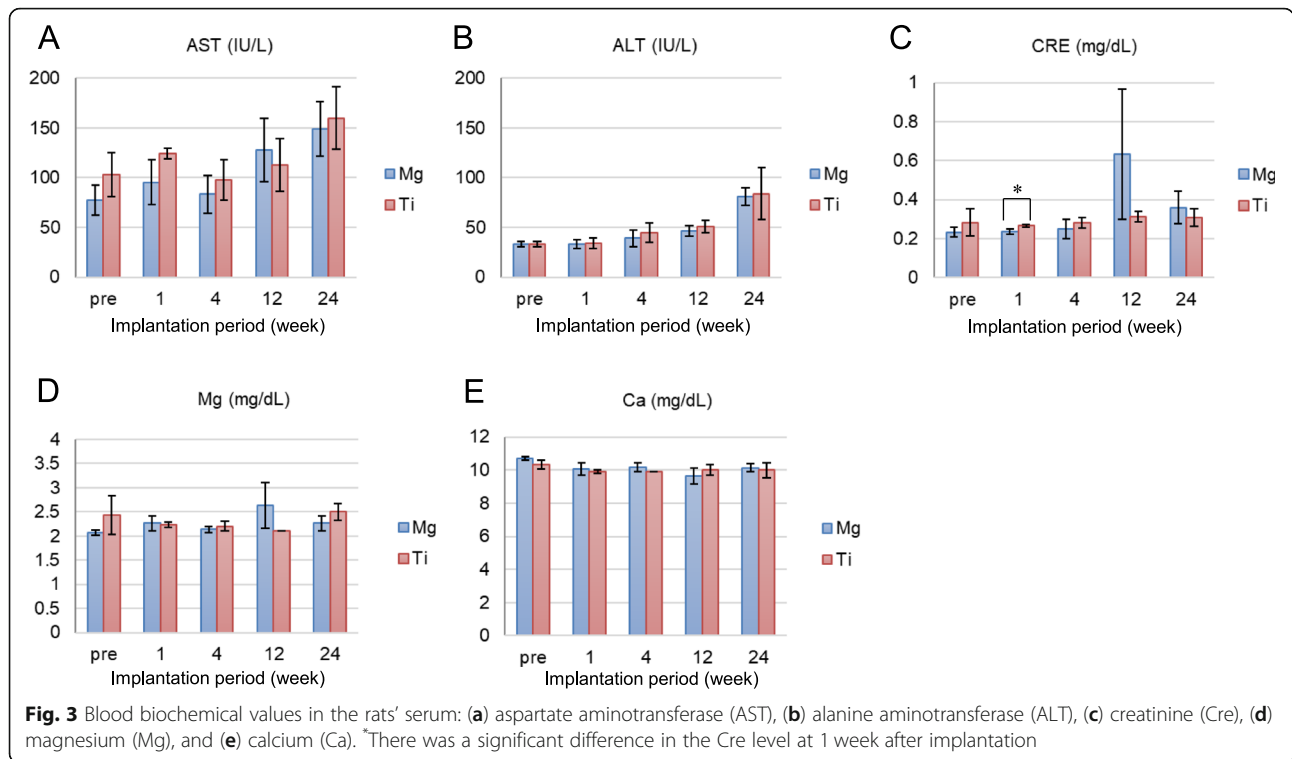 A
AST (IU/L)
200
150
100
50
0
pre 1 4 12 24
Implantation period (week)
Mg
Ti
B
ALT (IU/L)
200
150
100
50
0
pre 1 4 12 24
Implantation period (week)
Mg
Ti
C
CRE (mg/dL)
1
0.8
0.6
0.4
0.2
0
*
pre 1 4 12 24
Implantation period (week)
Mg
Ti
D
Mg (mg/dL)
4
3.5
3
2.5
2
1.5
1
0.5
0
pre 1 4 12 24
Implantation period (week)
Mg
Ti
E
Ca (mg/dL)
12
10
8
6
4
2
0
pre 1 4 12 24
Implantation period (week)
Mg
Ti
Fig. 3 Blood biochemical values in the rats’ serum: (a) aspartate aminotransferase (AST), (b) alanine aminotransferase (ALT), (c) creatinine (Cre), (d)
magnesium (Mg), and (e) calcium (Ca). *There was a significant difference in the Cre level at 1 week after implantation